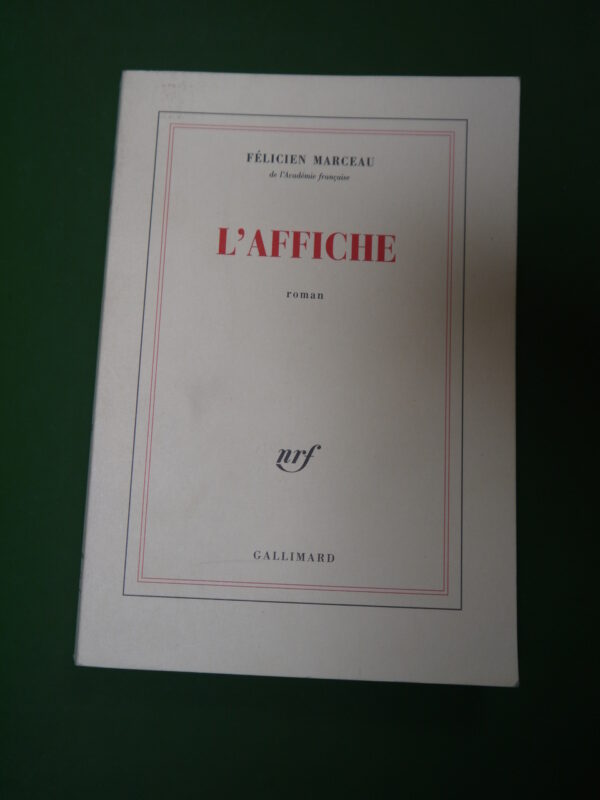 FÉLICIEN MARCEAU
de l'Académie française
L'AFFICHE
roman
nrf
GALLIMARD